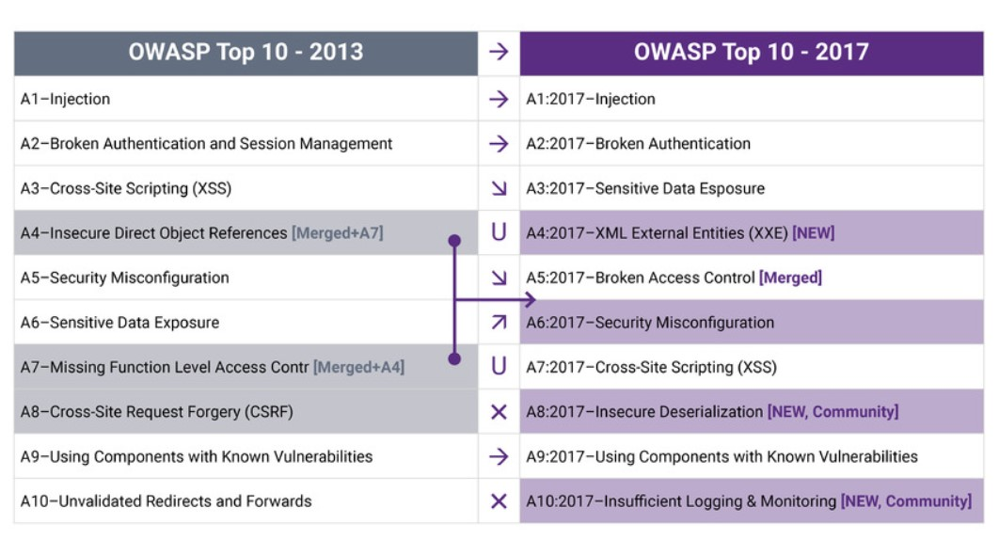 OWASP Top 10 - 2013 → OWASP Top 10 - 2017
A1–Injection → A1:2017–Injection
A2–Broken Authentication and Session Management → A2:2017–Broken Authentication
A3–Cross-Site Scripting (XSS) ↘ A3:2017–Sensitive Data Exposure
A4–Insecure Direct Object References [Merged+A7] U A4:2017–XML External Entities (XXE) [NEW]
A5–Security Misconfiguration ↘ A5:2017–Broken Access Control [Merged]
A6–Sensitive Data Exposure ↗ A6:2017–Security Misconfiguration
A7–Missing Function Level Access Contr [Merged+A4] U A7:2017–Cross-Site Scripting (XSS)
A8–Cross-Site Request Forgery (CSRF) ✕ A8:2017–Insecure Deserialization [NEW, Community]
A9–Using Components with Known Vulnerabilities → A9:2017–Using Components with Known Vulnerabilities
A10–Unvalidated Redirects and Forwards ✕ A10:2017–Insufficient Logging & Monitoring [NEW, Community]